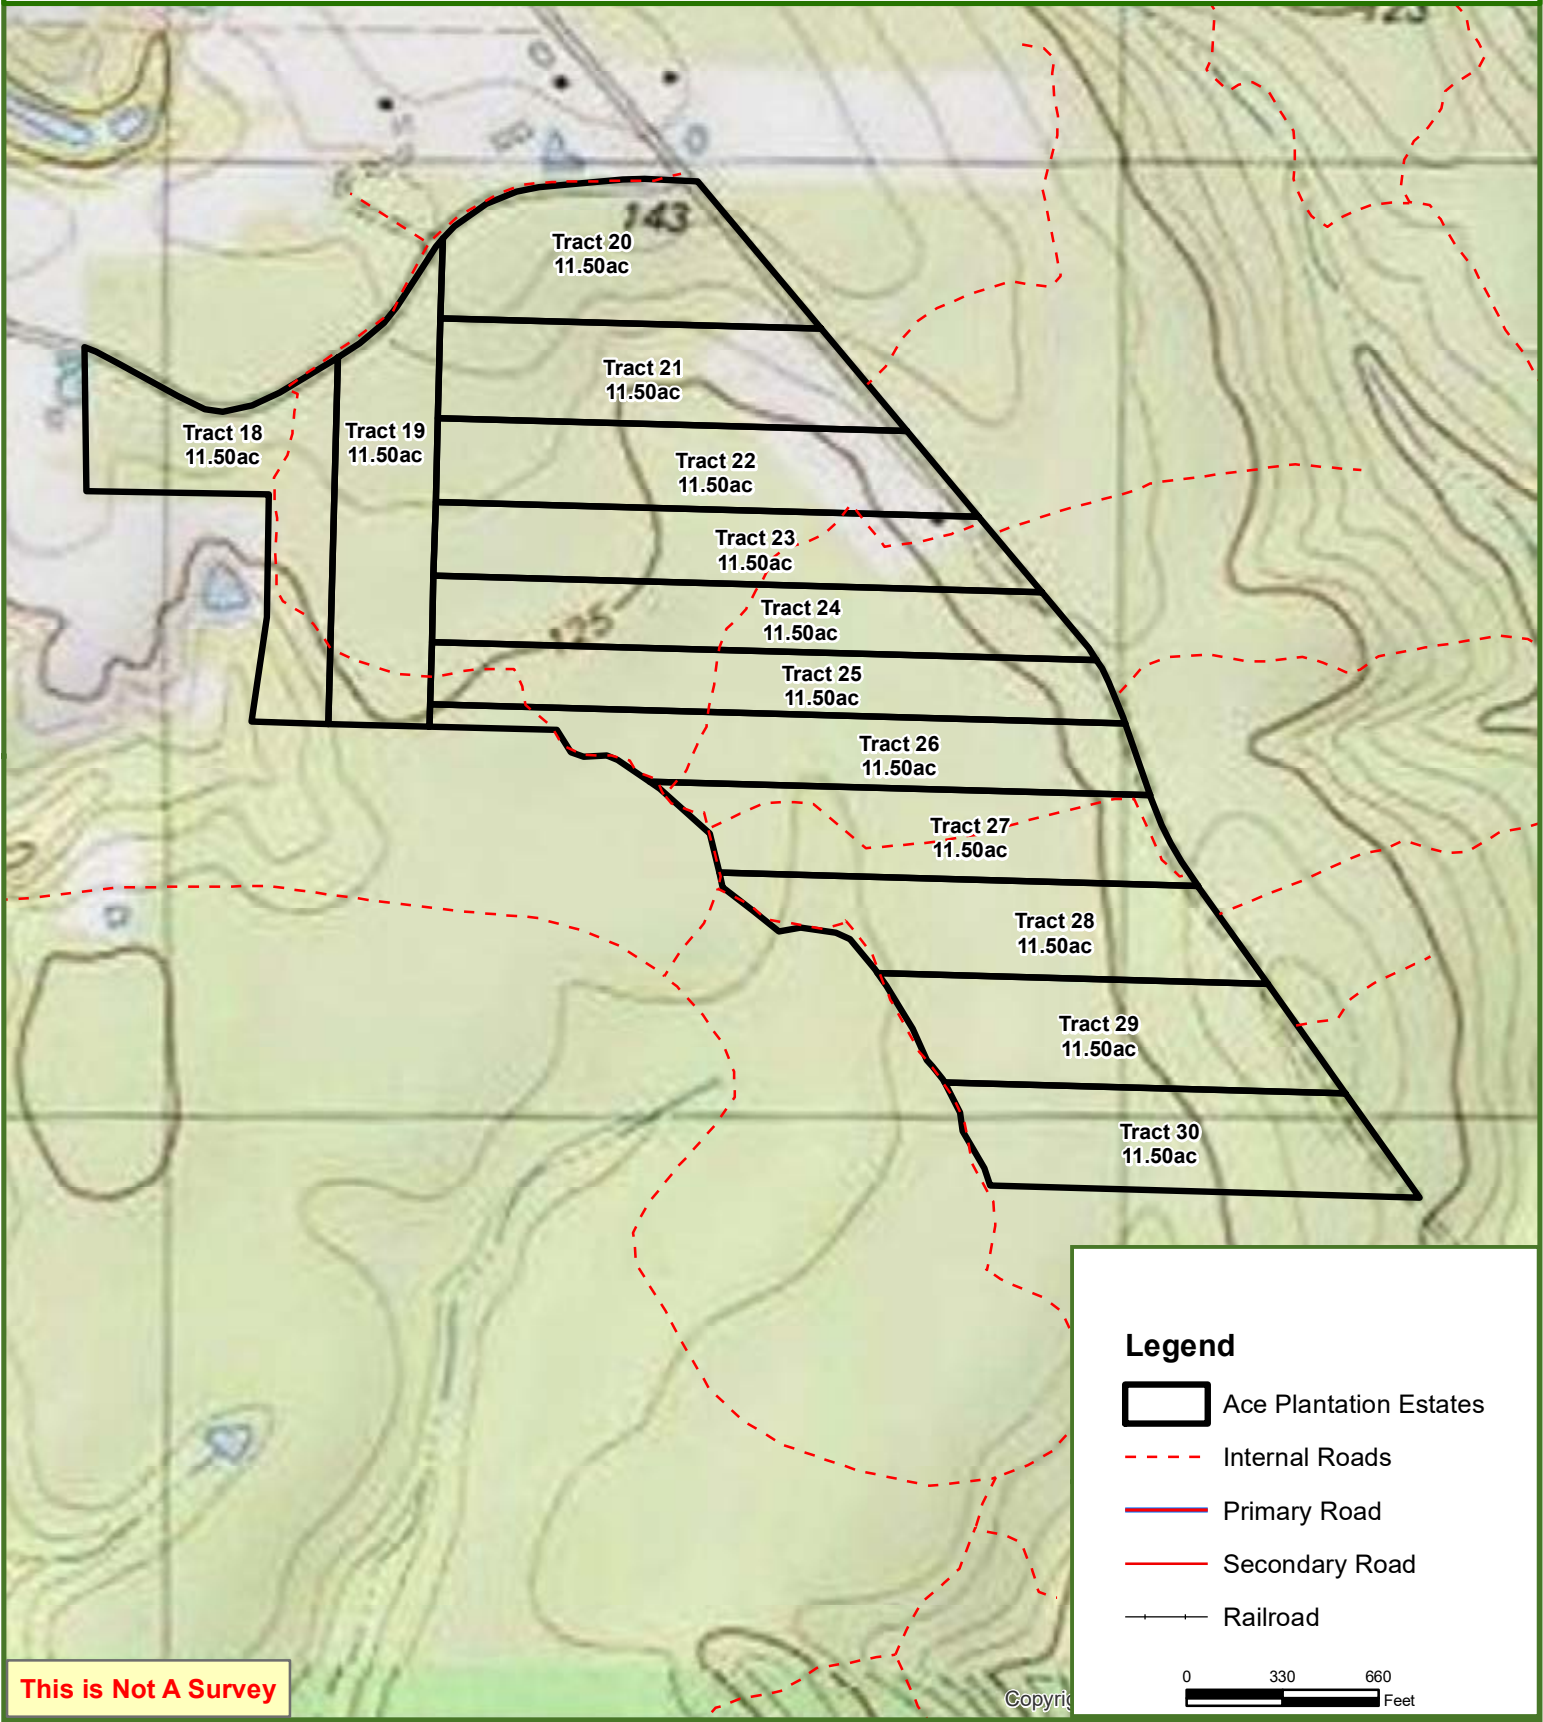 125
143
Tract 20
11.50ac
Tract 21
11.50ac
Tract 18
11.50ac
Tract 19
11.50ac
Tract 22
11.50ac
Tract 23
11.50ac
125
Tract 24
11.50ac
Tract 25
11.50ac
Tract 26
11.50ac
Tract 27
11.50ac
Tract 28
11.50ac
Tract 29
11.50ac
Tract 30
11.50ac
Legend
Ace Plantation Estates
Internal Roads
Primary Road
Secondary Road
Railroad
0 330 660
Feet
This is Not A Survey
Copyrig